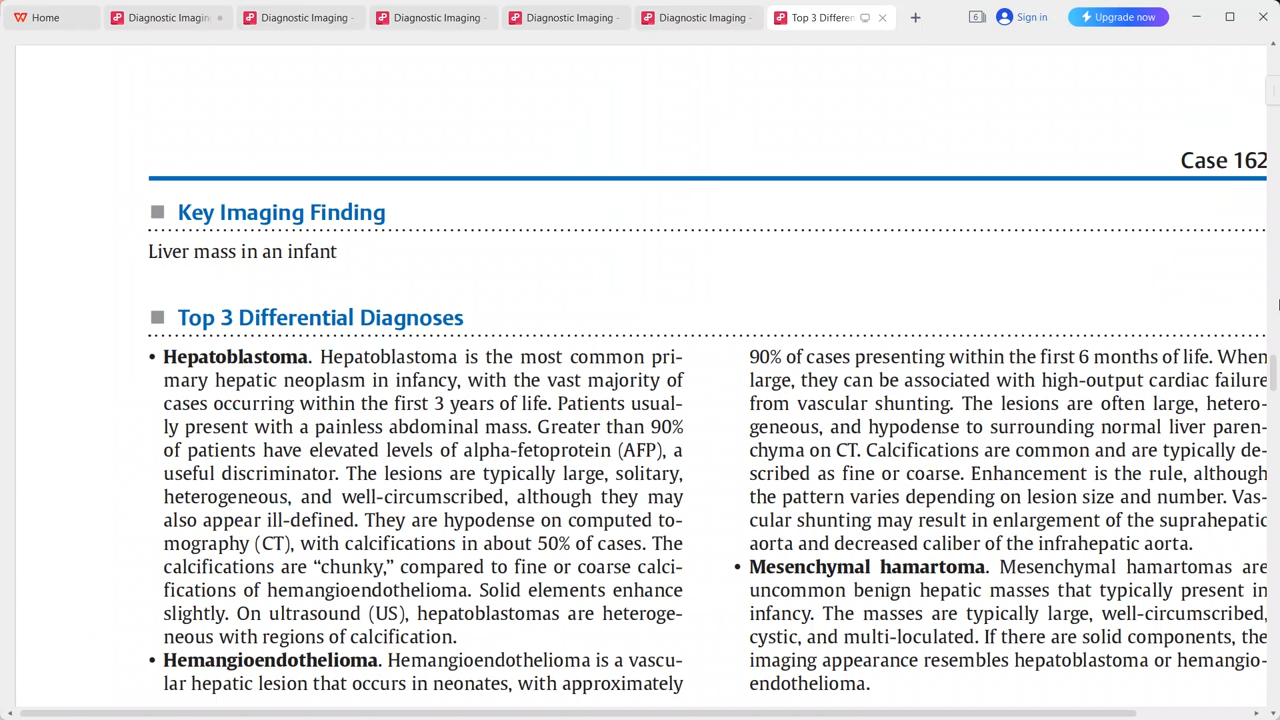 Home
Diagnostic Imaging
Diagnostic Imaging -
Diagnostic Imaging -
Diagnostic Imaging -
Diagnostic Imaging -
Top 3 Differen
6
Sign in
Upgrade now
Case 162
Key Imaging Finding
Liver mass in an infant
Top 3 Differential Diagnoses
• Hepatoblastoma. Hepatoblastoma is the most common pri-
mary hepatic neoplasm in infancy, with the vast majority of
cases occurring within the first 3 years of life. Patients usual-
ly present with a painless abdominal mass. Greater than 90%
of patients have elevated levels of alpha-fetoprotein (AFP), a
useful discriminator. The lesions are typically large, solitary,
heterogeneous, and well-circumscribed, although they may
also appear ill-defined. They are hypodense on computed to-
mography (CT), with calcifications in about 50% of cases. The
calcifications are “chunky,” compared to fine or coarse calci-
fications of hemangioendothelioma. Solid elements enhance
slightly. On ultrasound (US), hepatoblastomas are heteroge-
neous with regions of calcification.
• Hemangioendothelioma. Hemangioendothelioma is a vascu-
lar hepatic lesion that occurs in neonates, with approximately
90% of cases presenting within the first 6 months of life. When
large, they can be associated with high-output cardiac failure
from vascular shunting. The lesions are often large, hetero-
geneous, and hypodense to surrounding normal liver paren-
chyma on CT. Calcifications are common and are typically de-
scribed as fine or coarse. Enhancement is the rule, although
the pattern varies depending on lesion size and number. Vas-
cular shunting may result in enlargement of the suprahepatic
aorta and decreased caliber of the infrahepatic aorta.
• Mesenchymal hamartoma. Mesenchymal hamartomas are
uncommon benign hepatic masses that typically present in
infancy. The masses are typically large, well-circumscribed,
cystic, and multi-loculated. If there are solid components, the
imaging appearance resembles hepatoblastoma or hemangio-
endothelioma.